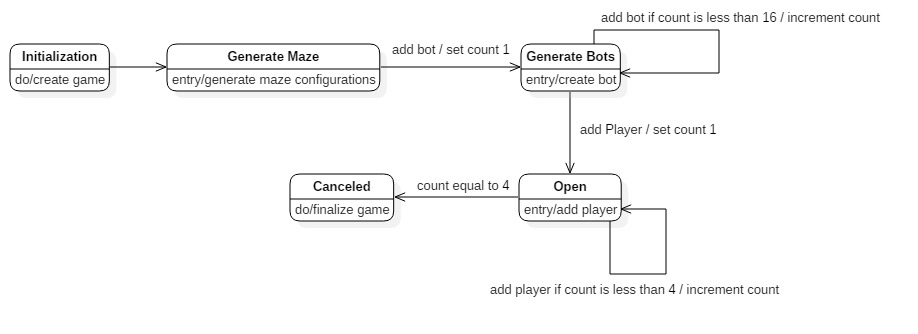 add bot if count is less than 16 / increment count
Initialization
do/create game
Generate Maze
entry/generate maze configurations
add bot / set count 1
Generate Bots
entry/create bot
add Player / set count 1
Canceled
do/finalize game
count equal to 4
Open
entry/add player
add player if count is less than 4 / increment count